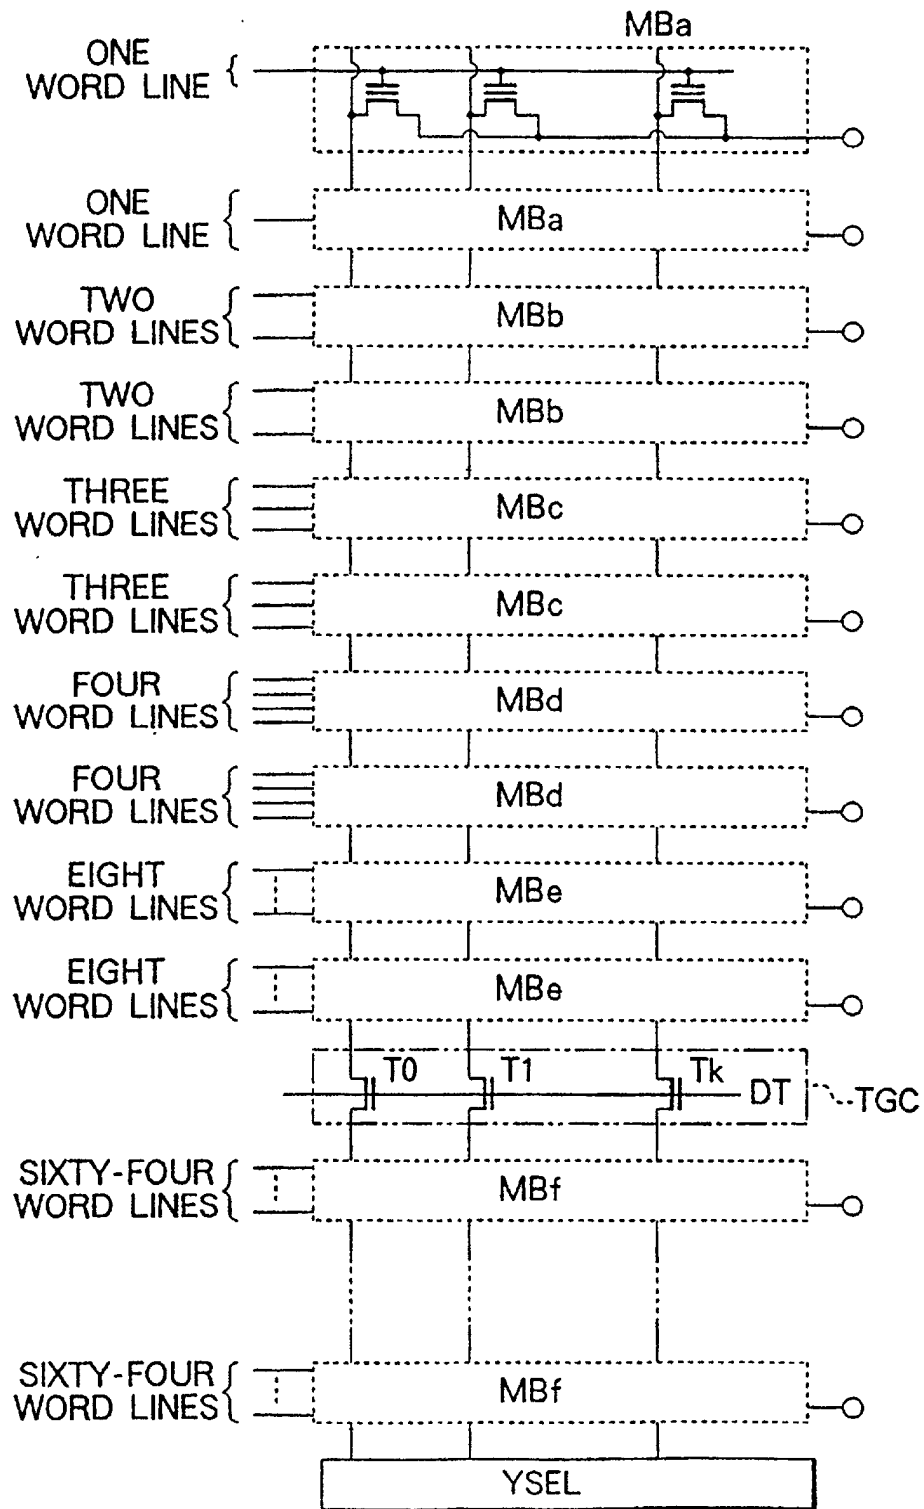 MBa
ONE
WORD LINE
ONE
WORD LINE
MBa
TWO
WORD LINES
MBb
TWO
WORD LINES
MBb
THREE
WORD LINES
MBc
THREE
WORD LINES
MBc
FOUR
WORD LINES
MBd
FOUR
WORD LINES
MBd
EIGHT
WORD LINES
MBe
EIGHT
WORD LINES
MBe
T0 T1 Tk
DT
TGC
SIXTY-FOUR
WORD LINES
MBf
SIXTY-FOUR
WORD LINES
MBf
YSEL